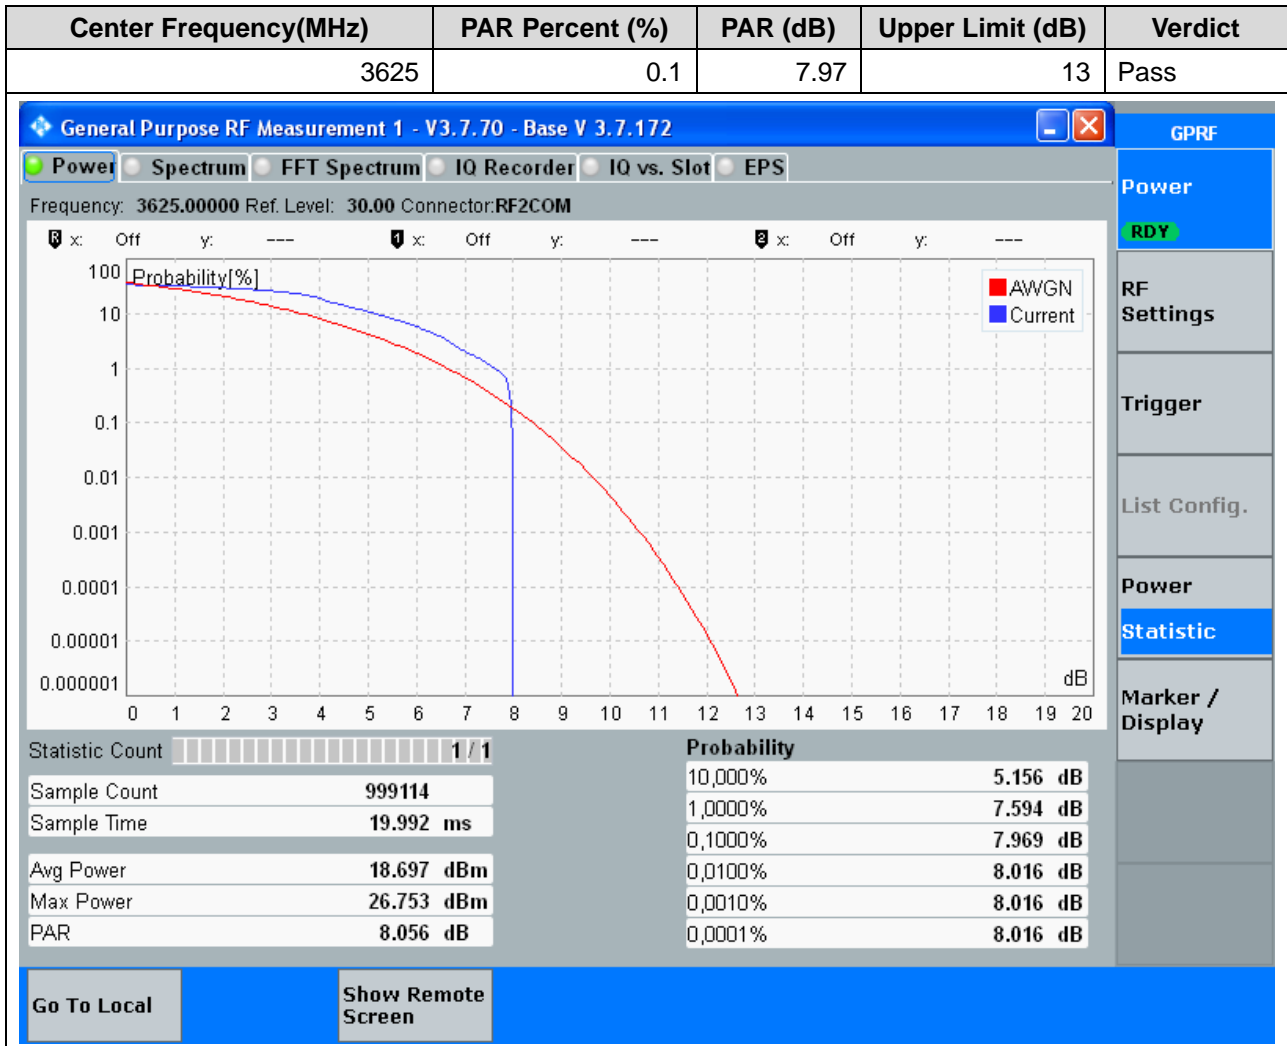 Center Frequency(MHz) PAR Percent (%) PAR (dB) Upper Limit (dB) Verdict
3625 0.1 7.97 13 Pass
General Purpose RF Measurement 1 - V3.7.70 - Base V 3.7.172
GPRF
Power Spectrum FFT Spectrum IQ Recorder IQ vs. Slot EPS
Power
RDY
Frequency: 3625.00000 Ref. Level: 30.00 Connector:RF2COM
R x: Off y: --- 1 x: Off y: --- 2 x: Off y: ---
Probability[%]
AWGN
Current
100
10
1
0.1
0.01
0.001
0.0001
0.00001
0.000001
dB
0 1 2 3 4 5 6 7 8 9 10 11 12 13 14 15 16 17 18 19 20
RF
Settings
Trigger
List Config.
Power
Statistic
Marker /
Display
Statistic Count 1 / 1
Sample Count 999114
Sample Time 19.992 ms
Avg Power 18.697 dBm
Max Power 26.753 dBm
PAR 8.056 dB
Probability
10,000% 5.156 dB
1,0000% 7.594 dB
0,1000% 7.969 dB
0,0100% 8.016 dB
0,0010% 8.016 dB
0,0001% 8.016 dB
Go To Local
Show Remote
Screen